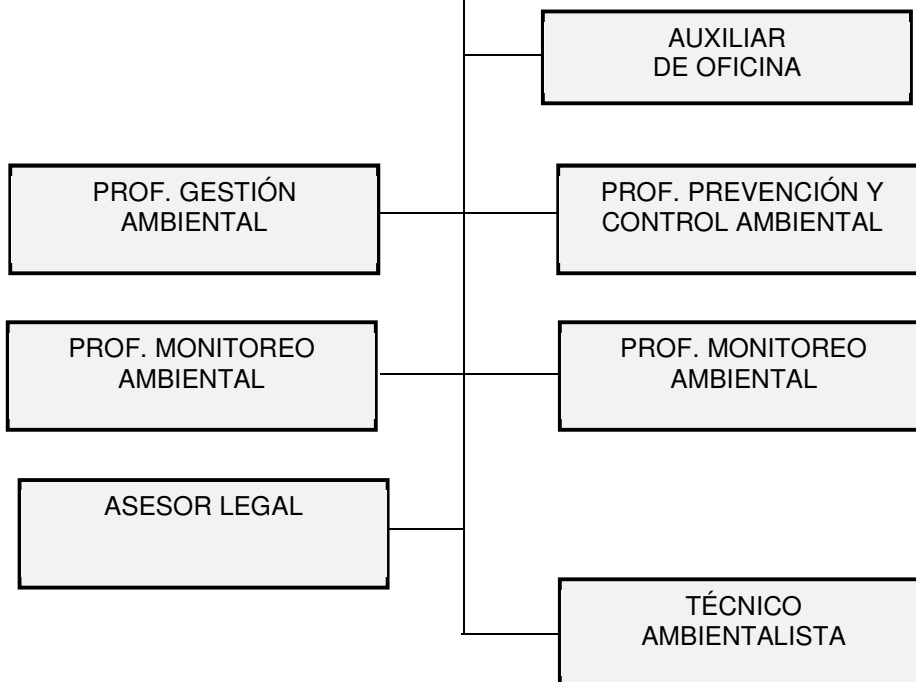 AUXILIAR
DE OFICINA
PROF. GESTIÓN
AMBIENTAL
PROF. PREVENCIÓN Y
CONTROL AMBIENTAL
PROF. MONITOREO
AMBIENTAL
PROF. MONITOREO
AMBIENTAL
ASESOR LEGAL
TÉCNICO
AMBIENTALISTA